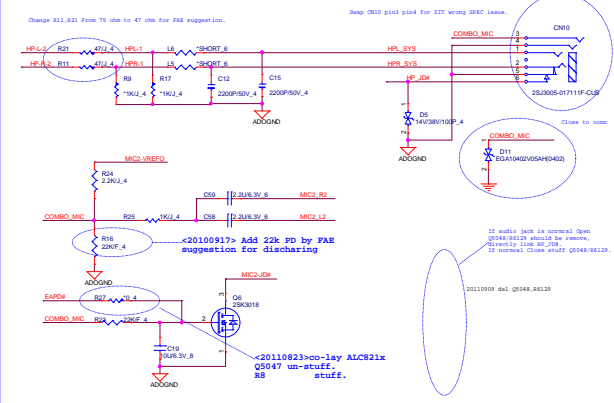 Change R11,R21 From 75 ohm to 47 ohm for FAE suggestion.
Swap CN10 pin3 pin4 for SIT wrong SPEC issue.
CN10
COMBO_MIC
HP-L-2
R21
47/J_4
HPL-1
L6
*SHORT_6
HPL_SYS
HP-R-2
R11
47/J_4
HPR-1
L5
*SHORT_6
HPR_SYS
HP_JD#
R9
*1K/J_4
R17
*1K/J_4
C12
2200P/50V_4
C15
2200P/50V_4
ADOGND
D5
14V/38V/100P_4
ADOGND
2SJ3005-017111F-CUS
Close to conn
COMBO_MIC
D11
EGA10402V05AH(0402)
MIC2-VREFO
R24
2.2K/J_4
C59
2.2U/6.3V_6
MIC2_R2
COMBO_MIC
R25
1K/J_4
C58
2.2U/6.3V_6
MIC2_L2
R16
22K/F_4
<20100917> Add 22k PD by FAE
suggestion for discharing
ADOGND
If audio jack is normal Open
Q5048/R6129 should be remove,
directly link HP_JD#.
If normal Close stuff Q5048/R6129.
20110909 del Q5048,R6129
MIC2-JD#
EAPD#
R27
*0_4
Q6
2SK3018
COMBO_MIC
R23
22K/F_4
C19
10U/6.3V_8
ADOGND
<20110823>co-lay ALC821x
Q5047 un-stuff.
R8 stuff.